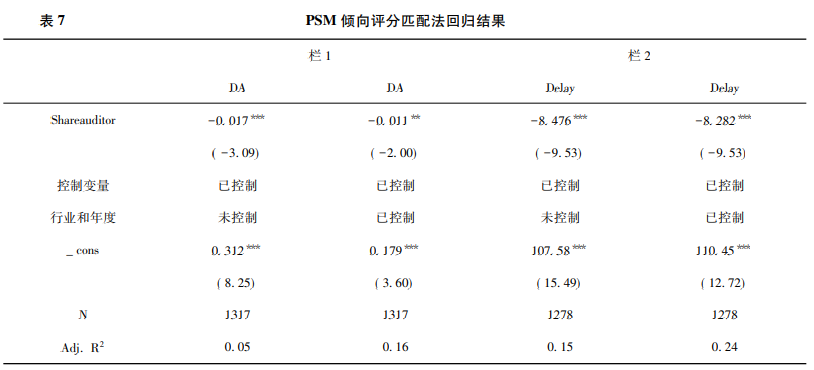 表 7 PSM 倾向评分匹配法回归结果
栏 1 栏 2
DA DA Delay Delay
Shareauditor -0.017*** -0.011** -8.476*** -8.282***
(-3.09) (-2.00) (-9.53) (-9.53)
控制变量 已控制 已控制 已控制 已控制
行业和年度 未控制 已控制 未控制 已控制
_cons 0.312*** 0.179*** 107.58*** 110.45***
(8.25) (3.60) (15.49) (12.72)
N 1317 1317 1278 1278
Adj. R² 0.05 0.16 0.15 0.24